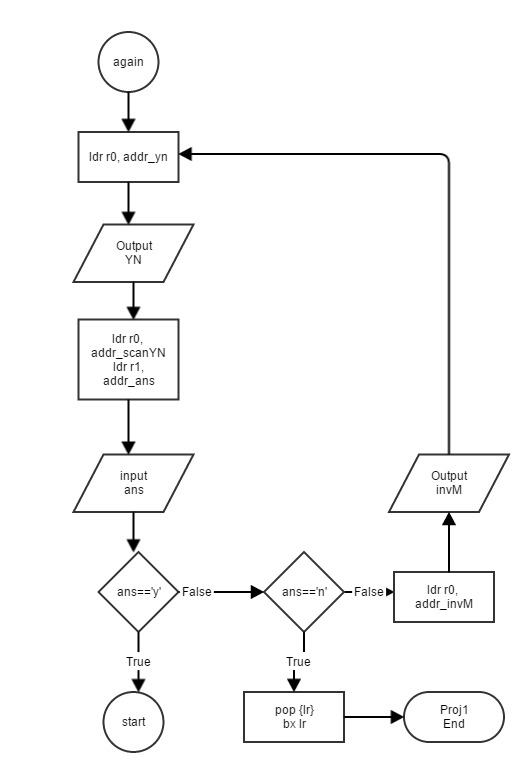 again
ldr r0, addr_yn
Output
YN
ldr r0,
addr_scanYN
ldr r1,
addr_ans
input
ans
Output
invM
ans=='y'
False
ans=='n'
False
ldr r0,
addr_invM
True
True
start
pop {lr}
bx lr
Proj1
End